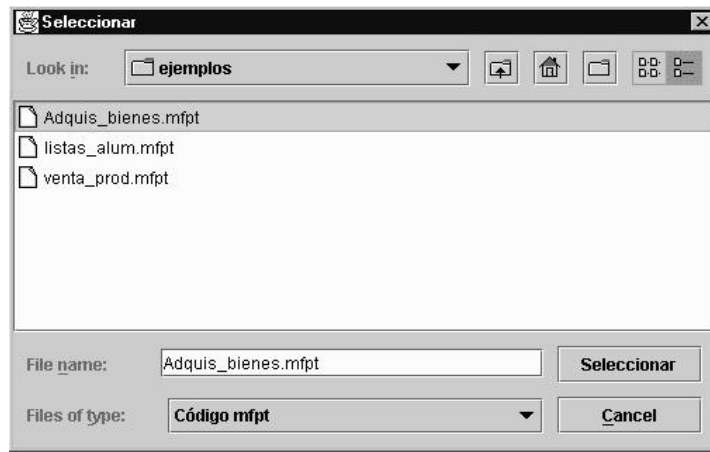 Seleccionar
Look in: ejemplos
Adquis_bienes.mfpt
listas_alum.mfpt
venta_prod.mfpt
File name: Adquis_bienes.mfpt Seleccionar
Files of type: Código mfpt Cancel